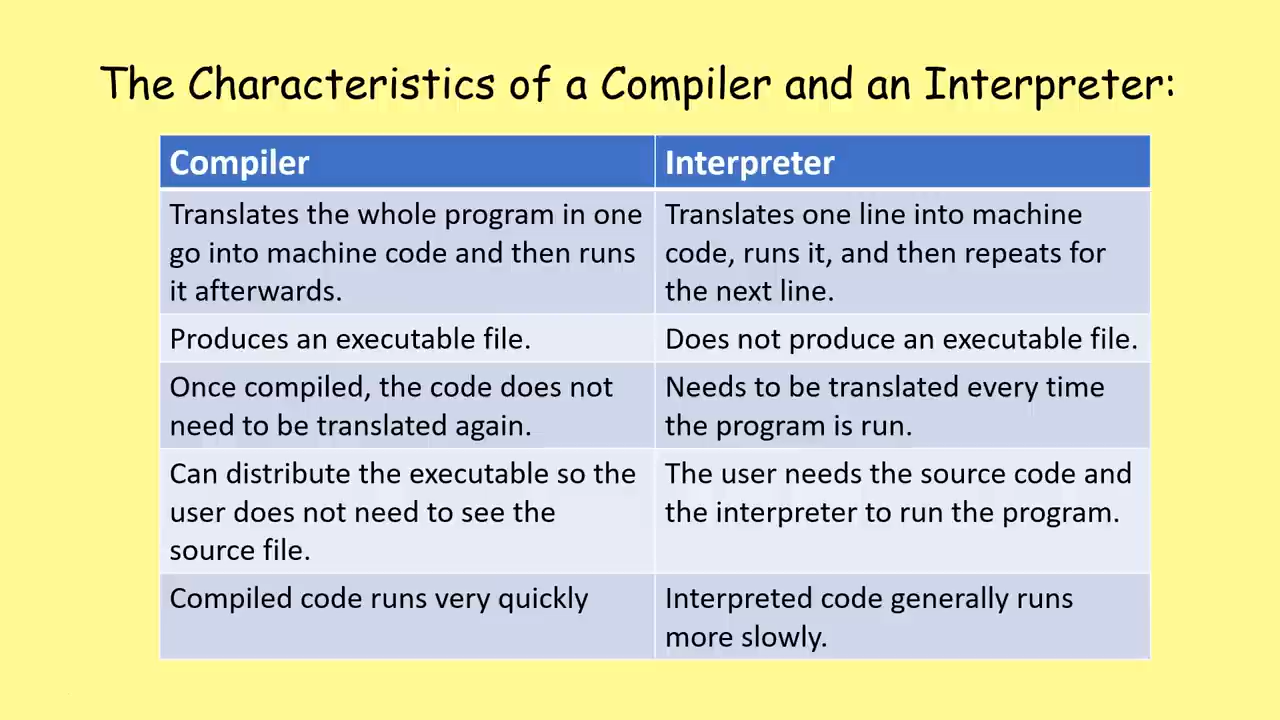 The Characteristics of a Compiler and an Interpreter:
Compiler
Interpreter
Translates the whole program in one
go into machine code and then runs
it afterwards.
Translates one line into machine
code, runs it, and then repeats for
the next line.
Produces an executable file.
Does not produce an executable file.
Once compiled, the code does not
need to be translated again.
Needs to be translated every time
the program is run.
Can distribute the executable so the
user does not need to see the
source file.
The user needs the source code and
the interpreter to run the program.
Compiled code runs very quickly
Interpreted code generally runs
more slowly.